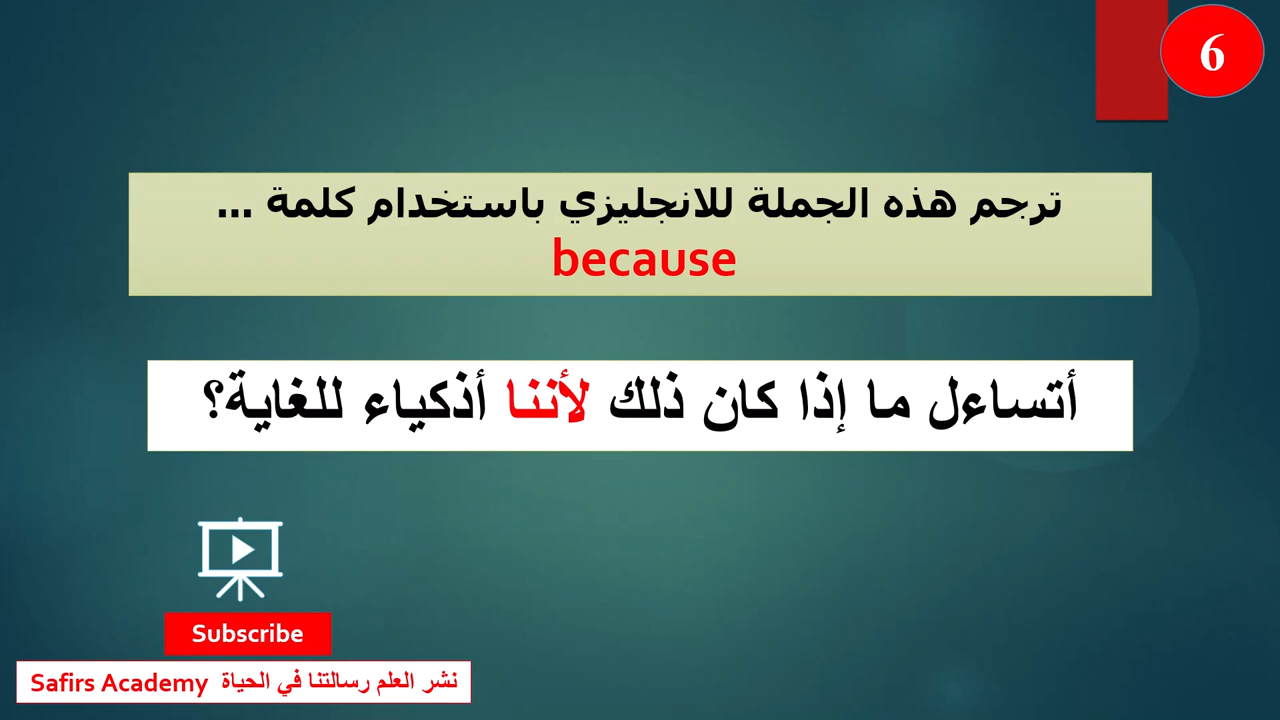 6
ترجم هذه الجملة للانجليزي باستخدام كلمة ...
because
أتساءل ما إذا كان ذلك لأننا أذكياء للغاية؟
Subscribe
نشر العلم رسالتنا في الحياة Safirs Academy